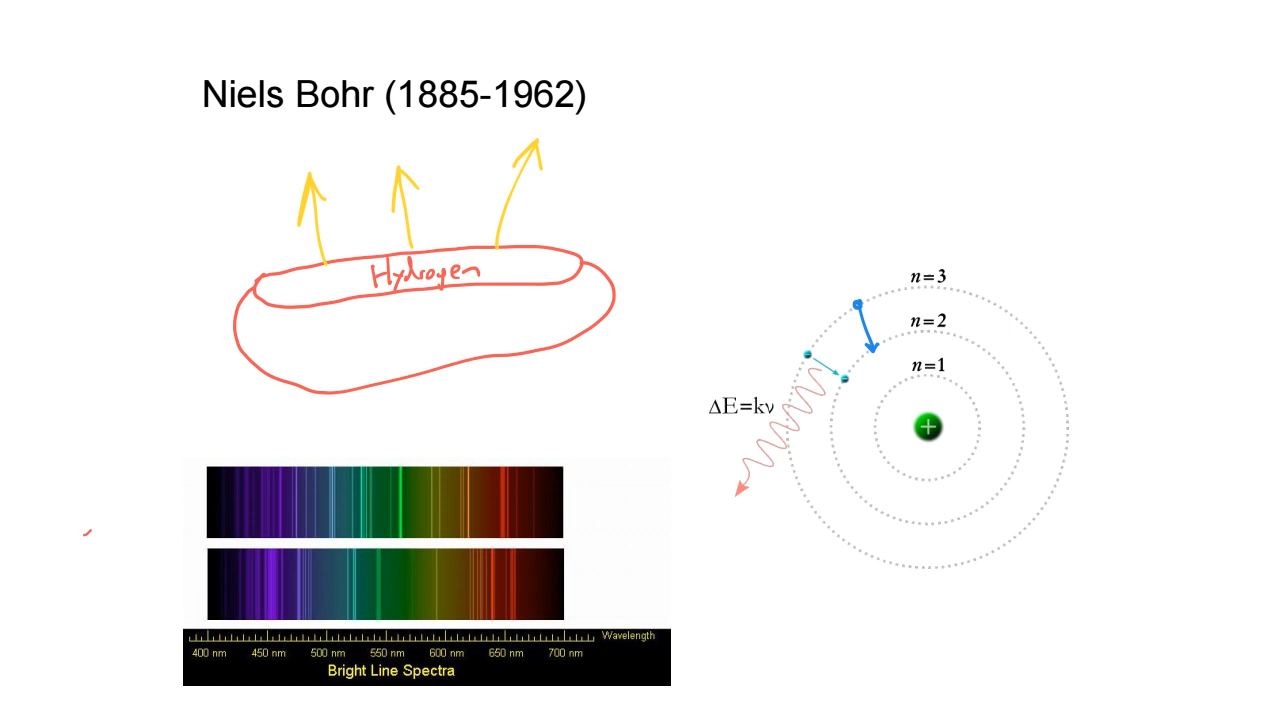 Niels Bohr (1885-1962)
Hydrogen
n=3
n=2
n=1
ΔE=kν
+
Wavelength
400 nm 450 nm 500 nm 550 nm 600 nm 650 nm 700 nm
Bright Line Spectra